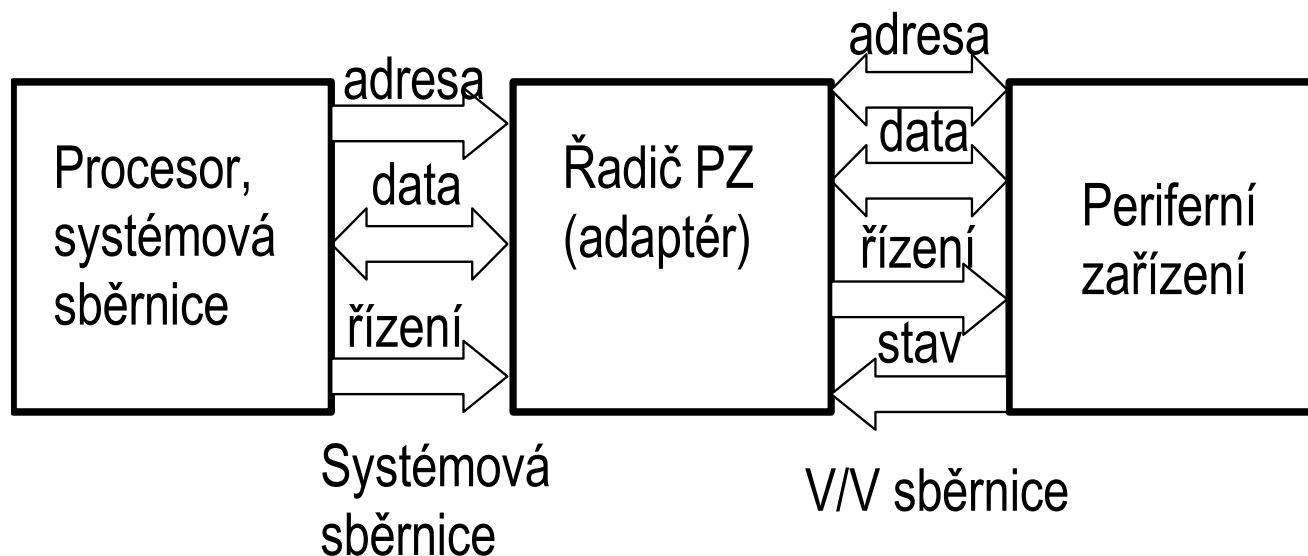 adresa
adresa
Procesor,
systémová
sběrnice
data
řízení
Řadič PZ
(adaptér)
data
řízení
stav
Periferní
zařízení
Systémová
sběrnice
V/V sběrnice